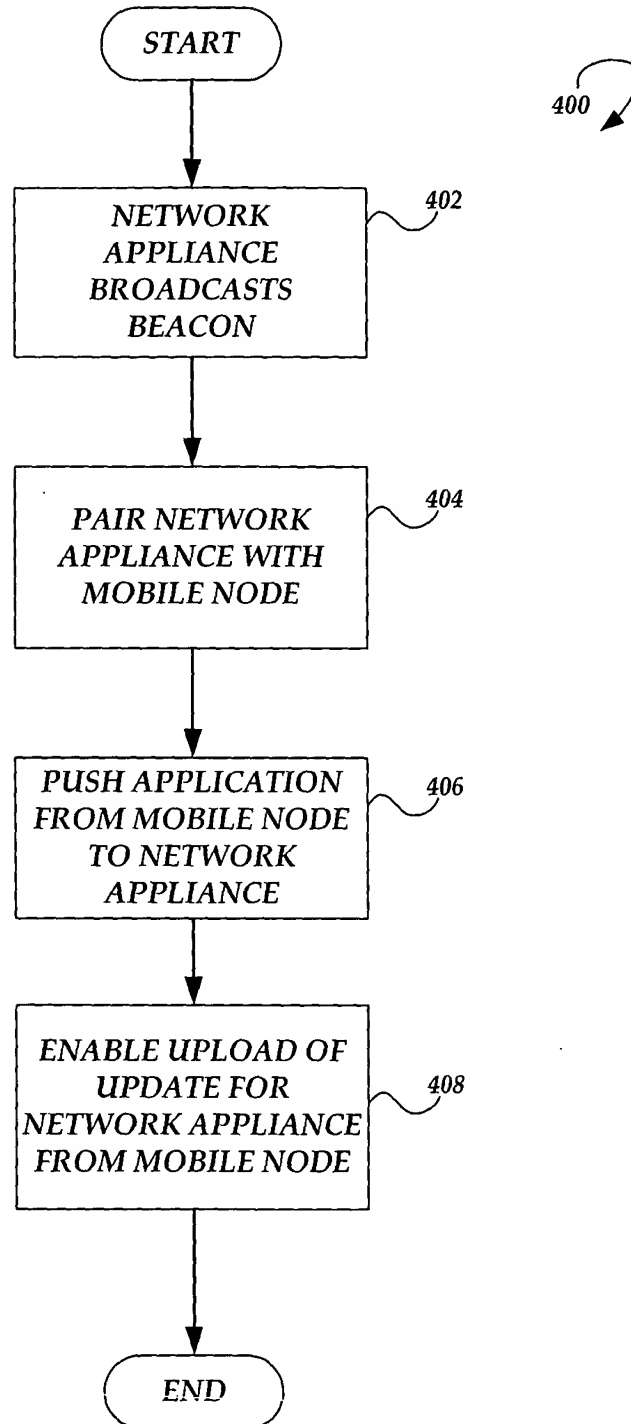 START
400
402
NETWORK
APPLIANCE
BROADCASTS
BEACON
404
PAIR NETWORK
APPLIANCE WITH
MOBILE NODE
406
PUSH APPLICATION
FROM MOBILE NODE
TO NETWORK
APPLIANCE
408
ENABLE UPLOAD OF
UPDATE FOR
NETWORK APPLIANCE
FROM MOBILE NODE
END